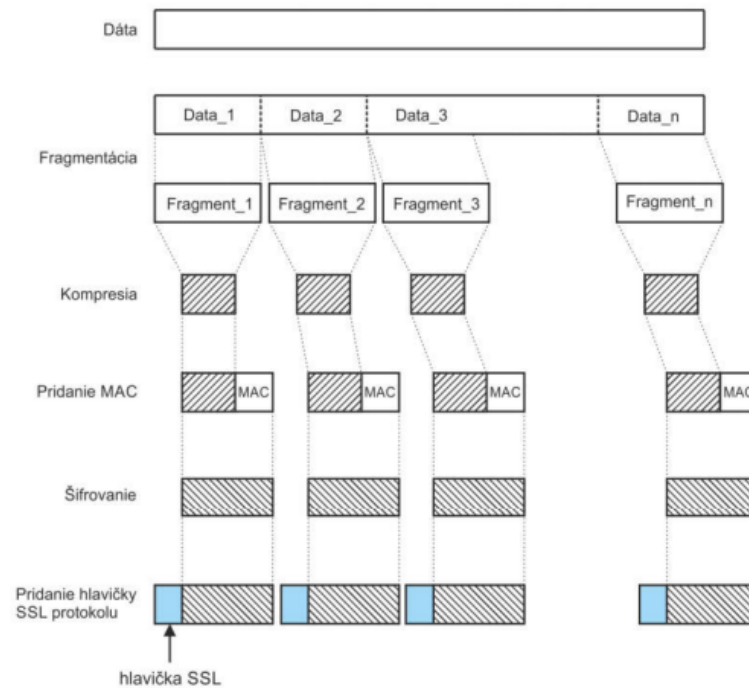 Dáta
Data_1 Data_2 Data_3 Data_n
Fragmentácia
Fragment_1 Fragment_2 Fragment_3 Fragment_n
Kompresia
Pridanie MAC
MAC MAC MAC MAC
Šifrovanie
Pridanie hlavičky
SSL protokolu
hlavička SSL